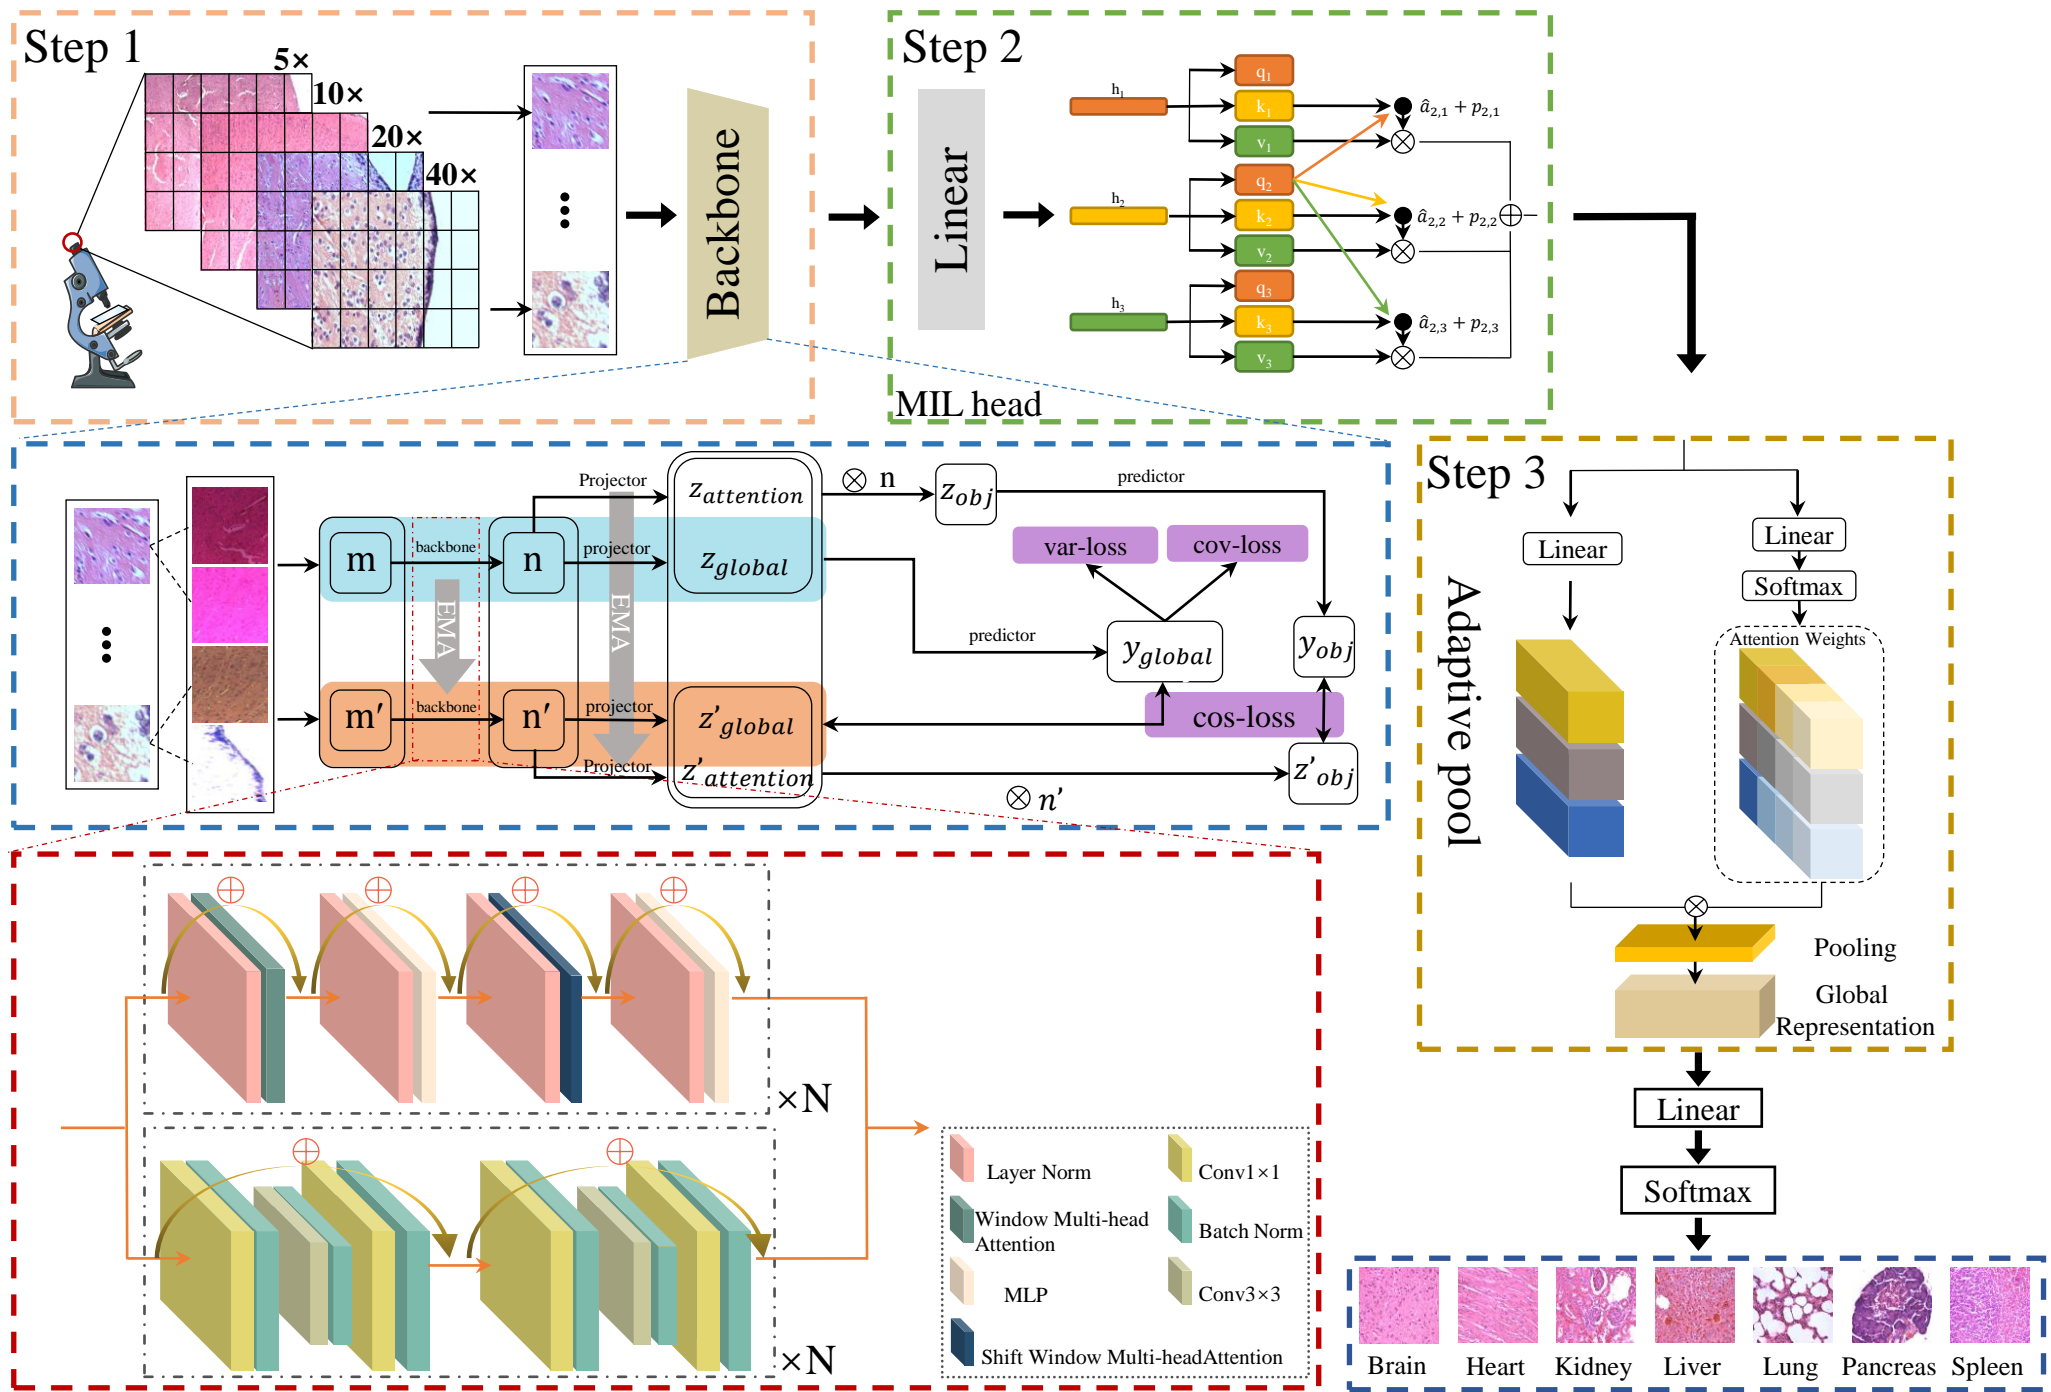 Step 1
5×
10×
20×
40×
Backbone
Step 2
Linear
h1
h2
h3
q1
k1
v1
q2
k2
v2
q3
k3
v3
â2,1 + p2,1
â2,2 + p2,2
â2,3 + p2,3
MIL head
m
backbone
n
Projector
projector
EMA
EMA
zattention
zglobal
⊗ n
zobj
predictor
var-loss
cov-loss
predictor
yglobal
yobj
m'
backbone
n'
projector
Projector
z'global
z'attention
cos-loss
z'obj
⊗ n'
Step 3
Adaptive pool
Linear
Linear
Softmax
Attention Weights
Pooling
Global
Representation
Linear
Softmax
×N
×N
Layer Norm
Conv1×1
Window Multi-head
Attention
Batch Norm
MLP
Conv3×3
Shift Window Multi-headAttention
Brain
Heart
Kidney
Liver
Lung
Pancreas
Spleen